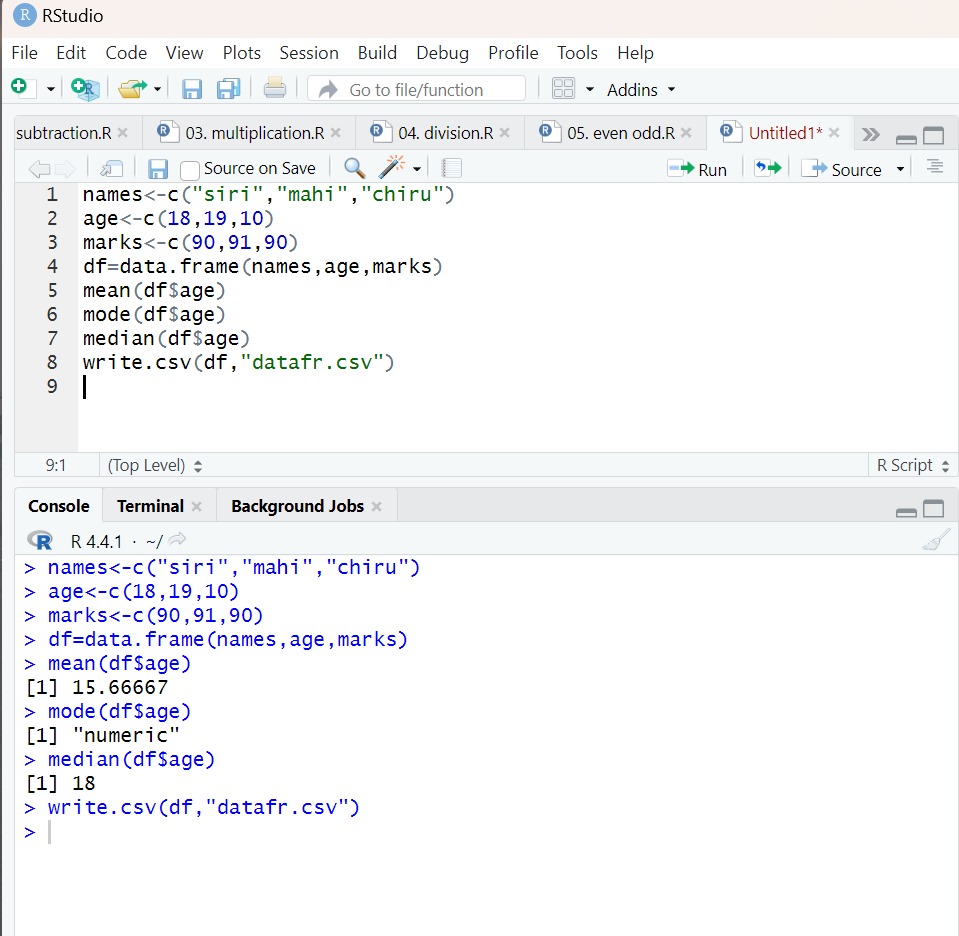 RStudio
File Edit Code View Plots Session Build Debug Profile Tools Help
Go to file/function Addins
subtraction.R 03. multiplication.R 04. division.R 05. even odd.R Untitled1*
Source on Save Run Source
1 names<-c("siri","mahi","chiru")
2 age<-c(18,19,10)
3 marks<-c(90,91,90)
4 df=data.frame(names,age,marks)
5 mean(df$age)
6 mode(df$age)
7 median(df$age)
8 write.csv(df,"datafr.csv")
9
9:1 (Top Level) R Script
Console Terminal Background Jobs
R R 4.4.1 · ~/
> names<-c("siri","mahi","chiru")
> age<-c(18,19,10)
> marks<-c(90,91,90)
> df=data.frame(names,age,marks)
> mean(df$age)
[1] 15.66667
> mode(df$age)
[1] "numeric"
> median(df$age)
[1] 18
> write.csv(df,"datafr.csv")
>